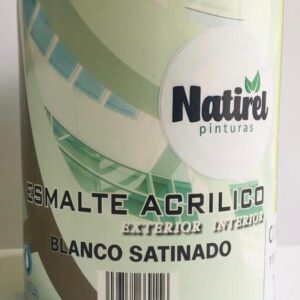 Natirel
pinturas
ESMALTE ACRILICO
EXTERIOR INTERIOR
BLANCO SATINADO